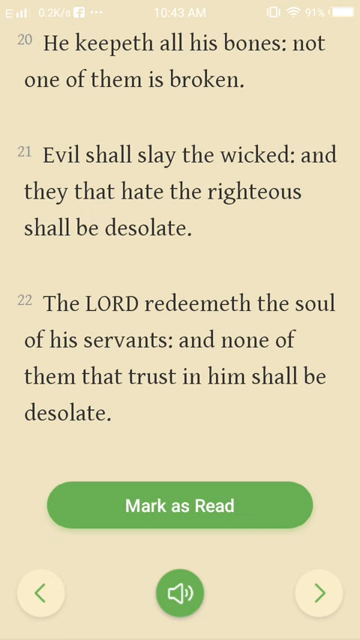 E 0.2K/s f ... 10:43 AM 91%
20 He keepeth all his bones: not
one of them is broken.
21 Evil shall slay the wicked: and
they that hate the righteous
shall be desolate.
22 The LORD redeemeth the soul
of his servants: and none of
them that trust in him shall be
desolate.
Mark as Read